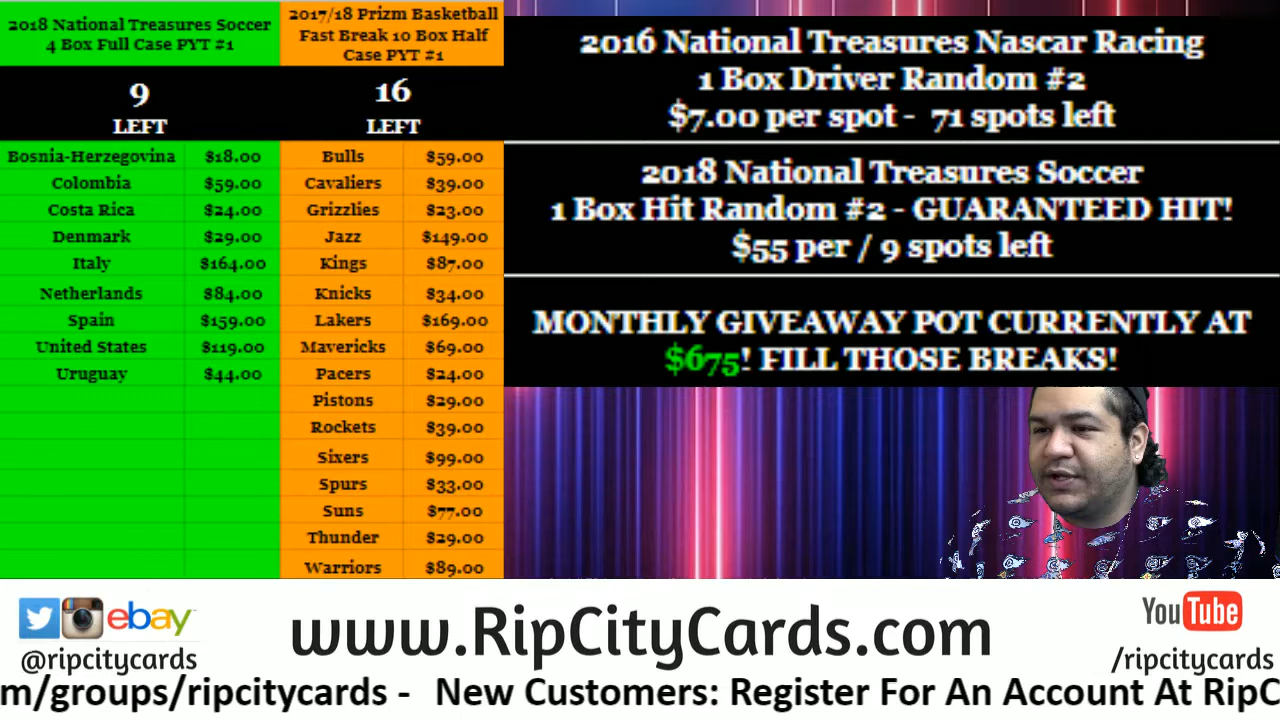 2018 National Treasures Soccer
4 Box Full Case PYT #1
9
LEFT
Bosnia-Herzegovina $18.00
Colombia $59.00
Costa Rica $24.00
Denmark $29.00
Italy $164.00
Netherlands $84.00
Spain $159.00
United States $119.00
Uruguay $44.00
2017/18 Prizm Basketball
Fast Break 10 Box Half
Case PYT #1
16
LEFT
Bulls $59.00
Cavaliers $39.00
Grizzlies $23.00
Jazz $149.00
Kings $87.00
Knicks $34.00
Lakers $169.00
Mavericks $69.00
Pacers $24.00
Pistons $29.00
Rockets $39.00
Sixers $99.00
Spurs $33.00
Suns $77.00
Thunder $29.00
Warriors $89.00
2016 National Treasures Nascar Racing
1 Box Driver Random #2
$7.00 per spot - 71 spots left
2018 National Treasures Soccer
1 Box Hit Random #2 - GUARANTEED HIT!
$55 per / 9 spots left
MONTHLY GIVEAWAY POT CURRENTLY AT
$675! FILL THOSE BREAKS!
ebay
@ripcitycards
www.RipCityCards.com
YouTube
/ripcitycards
m/groups/ripcitycards - New Customers: Register For An Account At RipC